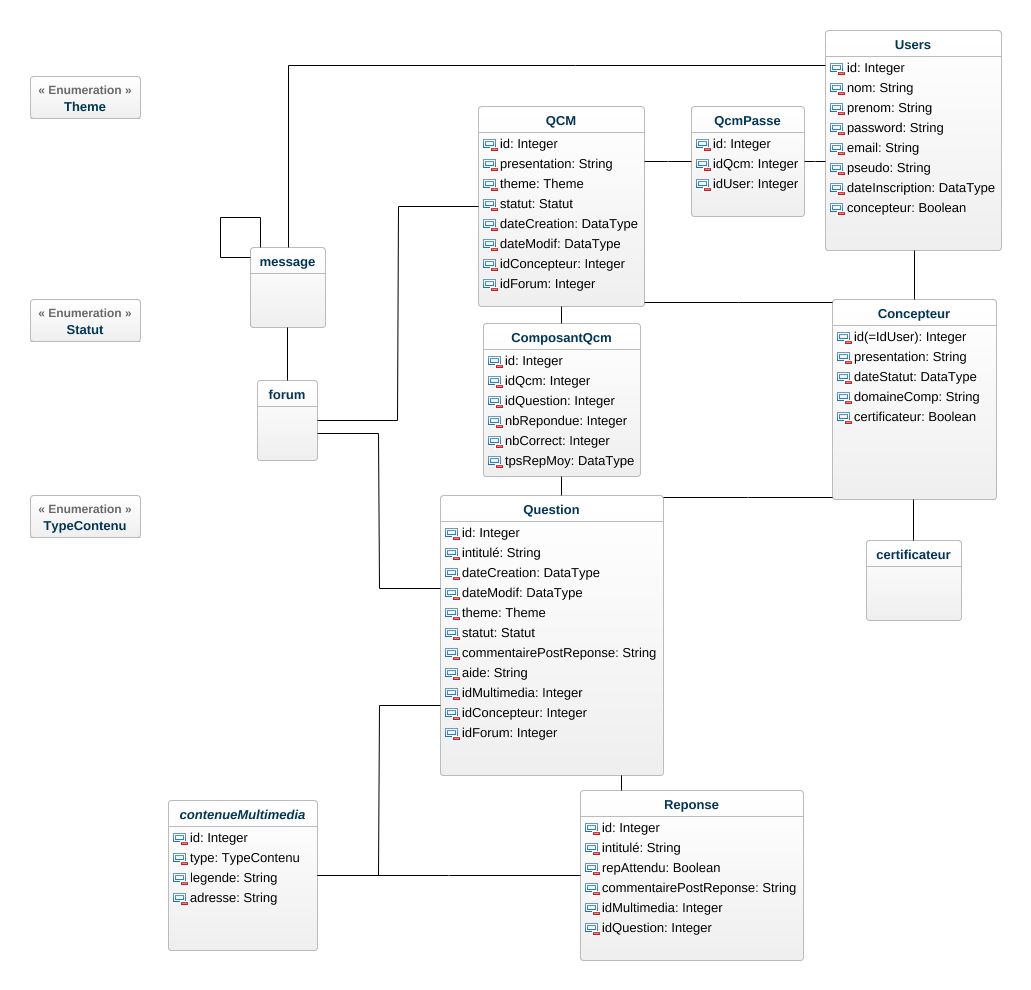 Users
id: Integer
nom: String
prenom: String
password: String
email: String
pseudo: String
dateInscription: DataType
concepteur: Boolean
« Enumeration »
Theme
QCM
id: Integer
presentation: String
theme: Theme
statut: Statut
dateCreation: DataType
dateModif: DataType
idConcepteur: Integer
idForum: Integer
QcmPasse
id: Integer
idQcm: Integer
idUser: Integer
message
« Enumeration »
Statut
Concepteur
id(=IdUser): Integer
presentation: String
dateStatut: DataType
domaineComp: String
certificateur: Boolean
ComposantQcm
id: Integer
idQcm: Integer
idQuestion: Integer
nbRepondue: Integer
nbCorrect: Integer
tpsRepMoy: DataType
forum
« Enumeration »
TypeContenu
Question
id: Integer
intitulé: String
dateCreation: DataType
dateModif: DataType
theme: Theme
statut: Statut
commentairePostReponse: String
aide: String
idMultimedia: Integer
idConcepteur: Integer
idForum: Integer
certificateur
contenueMultimedia
id: Integer
type: TypeContenu
legende: String
adresse: String
Reponse
id: Integer
intitulé: String
repAttendu: Boolean
commentairePostReponse: String
idMultimedia: Integer
idQuestion: Integer